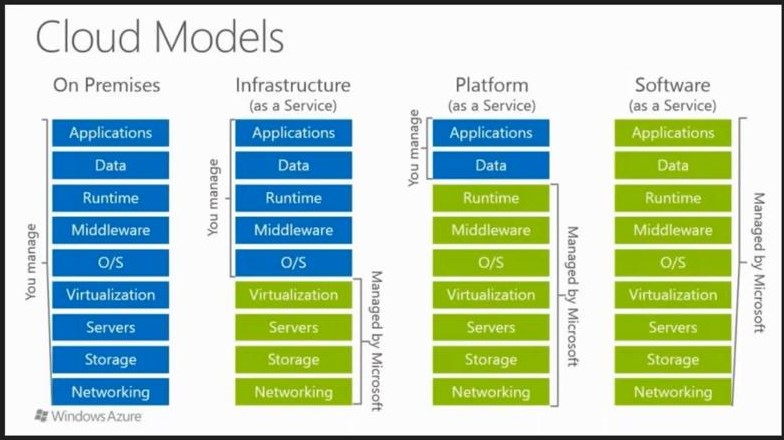 Cloud Models
On Premises
You manage
Applications
Data
Runtime
Middleware
O/S
Virtualization
Servers
Storage
Networking
Infrastructure
(as a Service)
You manage
Applications
Data
Runtime
Middleware
O/S
Virtualization
Servers
Storage
Networking
Managed by Microsoft
Platform
(as a Service)
You manage
Applications
Data
Runtime
Middleware
O/S
Virtualization
Servers
Storage
Networking
Managed by Microsoft
Software
(as a Service)
Applications
Data
Runtime
Middleware
O/S
Virtualization
Servers
Storage
Networking
Managed by Microsoft
Windows Azure